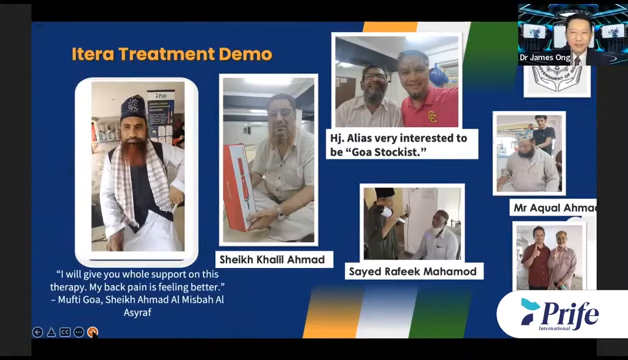 Itera Treatment Demo
Dr James Ong
Prife
Hj. Alias very interested to
be “Goa Stockist.”
Mr Aqual Ahmad
Sheikh Khalil Ahmad
Sayed Rafeek Mahamod
“I will give you whole support on this
therapy. My back pain is feeling better.”
– Mufti Goa, Sheikh Ahmad Al Misbah Al
Asyraf
Prife
International
CC